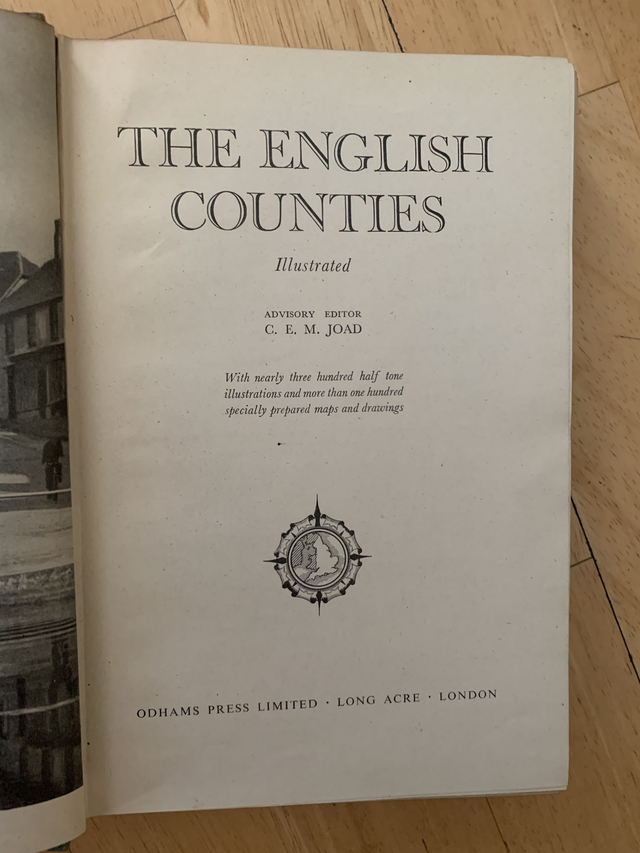 THE ENGLISH
COUNTIES
Illustrated
ADVISORY EDITOR
C. E. M. JOAD
With nearly three hundred half tone
illustrations and more than one hundred
specially prepared maps and drawings
ODHAMS PRESS LIMITED · LONG ACRE · LONDON